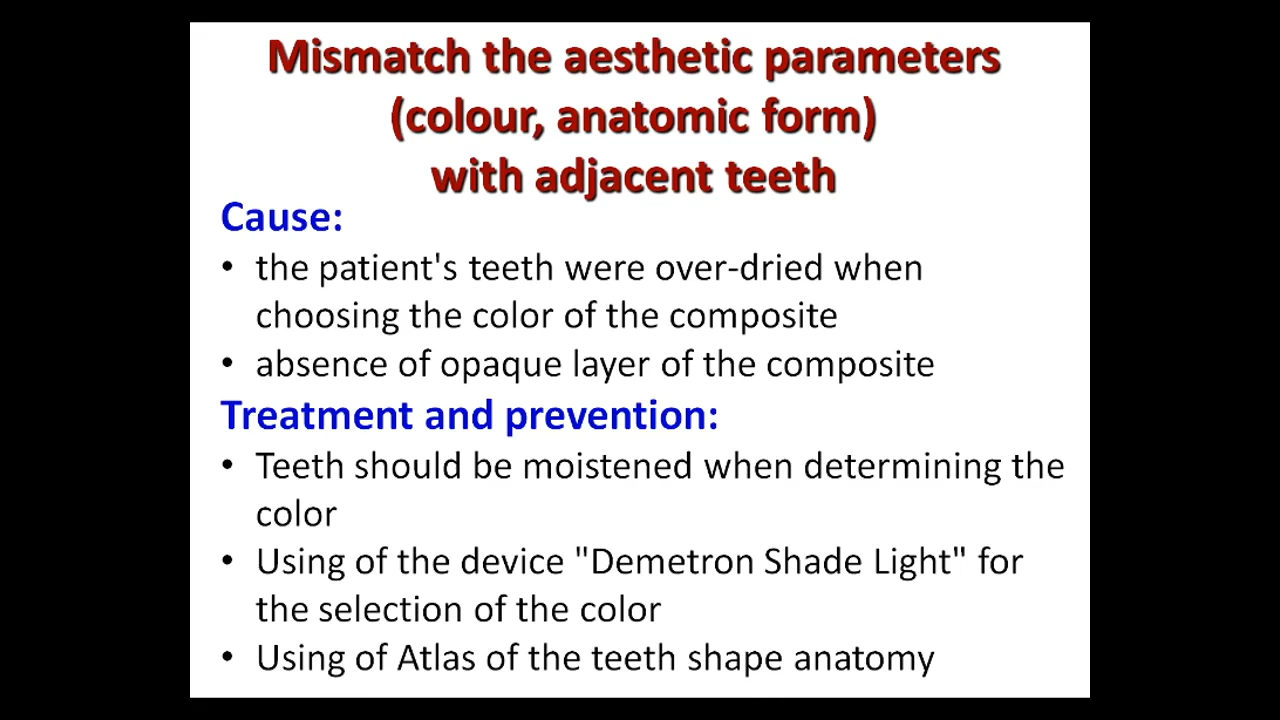 Mismatch the aesthetic parameters
(colour, anatomic form)
with adjacent teeth
Cause:
• the patient's teeth were over-dried when
choosing the color of the composite
• absence of opaque layer of the composite
Treatment and prevention:
• Teeth should be moistened when determining the
color
• Using of the device "Demetron Shade Light" for
the selection of the color
• Using of Atlas of the teeth shape anatomy